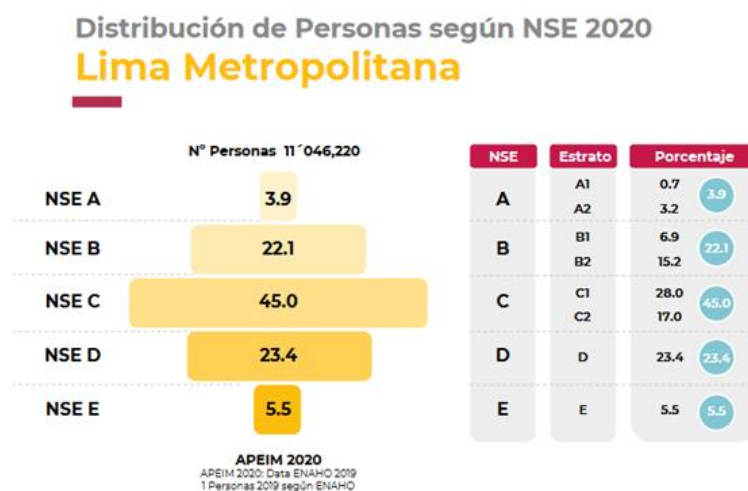 Distribución de Personas según NSE 2020
Lima Metropolitana
Nº Personas 11´046,220
NSE A 3.9
NSE B 22.1
NSE C 45.0
NSE D 23.4
NSE E 5.5
APEIM 2020
APEIM 2020: Data ENAHO 2019
1 Personas 2019 según ENAHO
NSE Estrato Porcentaje
A A1 0.7 3.9
A2 3.2
B B1 6.9 22.1
B2 15.2
C C1 28.0 45.0
C2 17.0
D D 23.4 23.4
E E 5.5 5.5